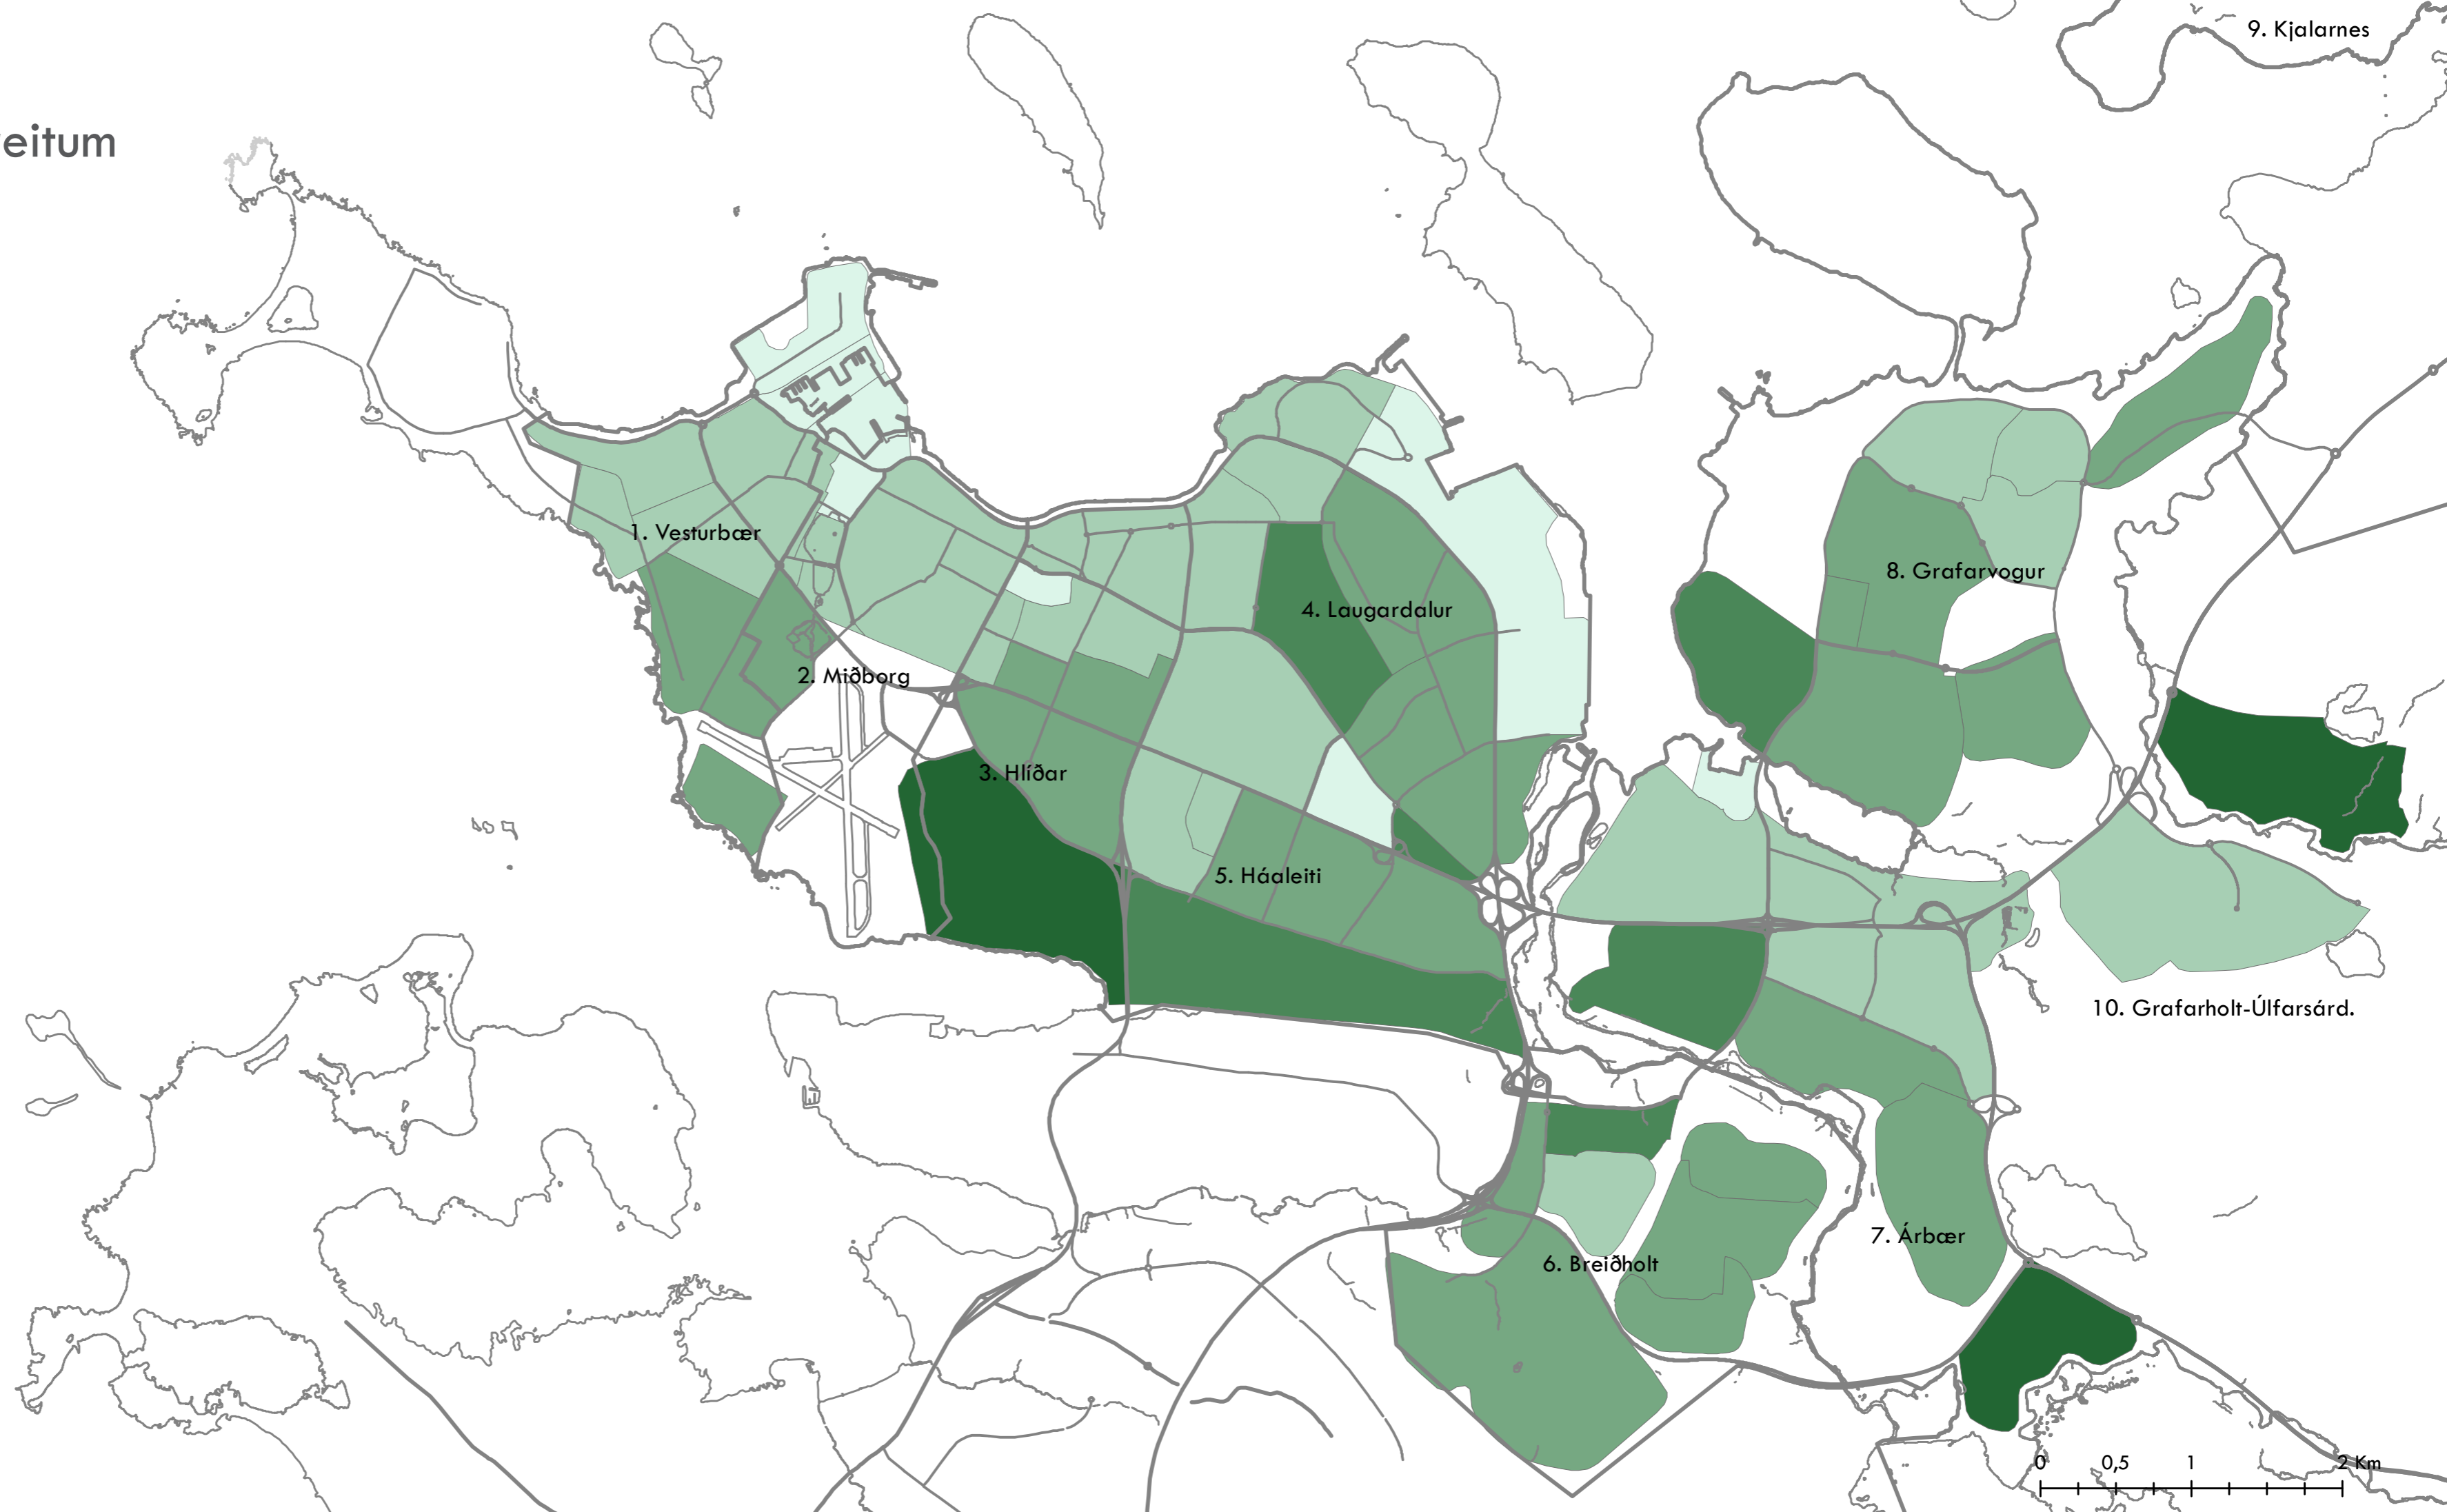 9. Kjalarnes
eitum
1. Vesturbær
8. Grafarvogur
4. Laugardalur
2. Miðborg
3. Hlíðar
5. Háaleiti
10. Grafarholt-Úlfarsárd.
7. Árbær
6. Breiðholt
0 0,5 1 2 Km